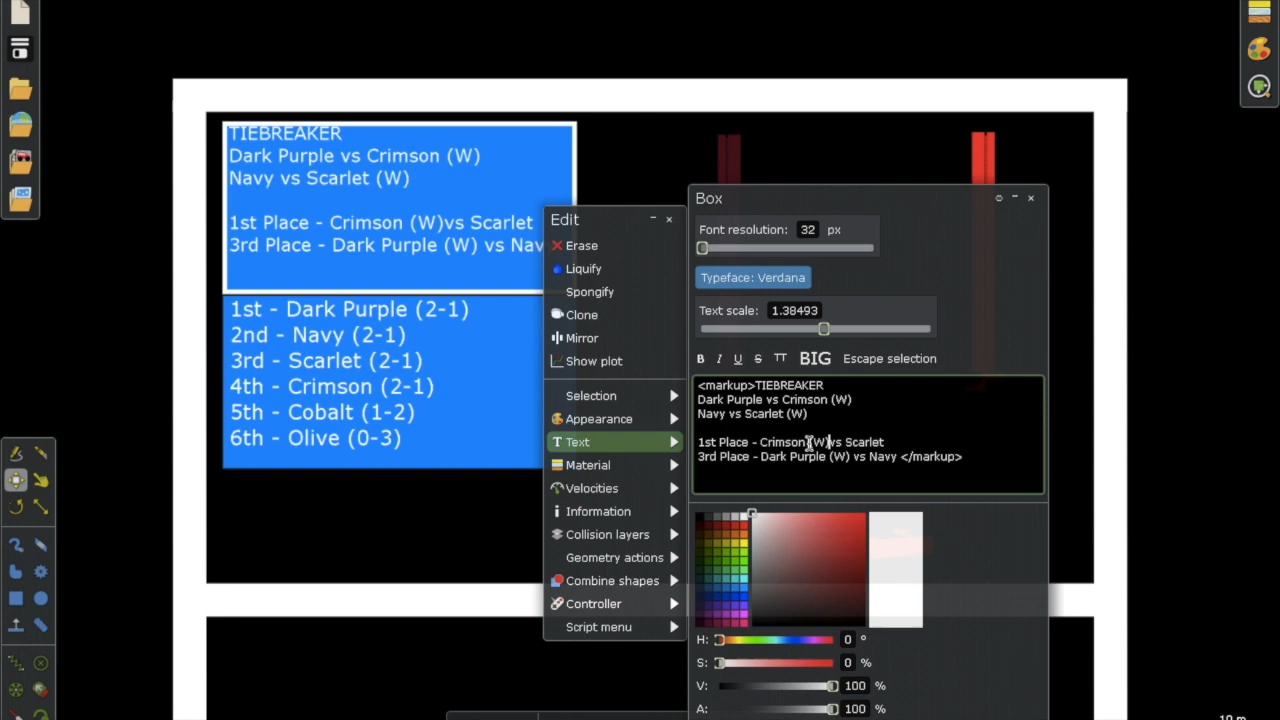 TIEBREAKER
Dark Purple vs Crimson (W)
Navy vs Scarlet (W)
1st Place - Crimson (W)vs Scarlet
3rd Place - Dark Purple (W) vs Nav
1st - Dark Purple (2-1)
2nd - Navy (2-1)
3rd - Scarlet (2-1)
4th - Crimson (2-1)
5th - Cobalt (1-2)
6th - Olive (0-3)
Edit
Erase
Liquify
Spongify
Clone
Mirror
Show plot
Selection
Appearance
T Text
Material
Velocities
Information
Collision layers
Geometry actions
Combine shapes
Controller
Script menu
Box
Font resolution: 32 px
Typeface: Verdana
Text scale: 1.38493
B I U S TT BIG Escape selection
<markup>TIEBREAKER
Dark Purple vs Crimson (W)
Navy vs Scarlet (W)
1st Place - Crimson (W)vs Scarlet
3rd Place - Dark Purple (W) vs Navy </markup>
H: 0 °
S: 0 %
V: 100 %
A: 100 %